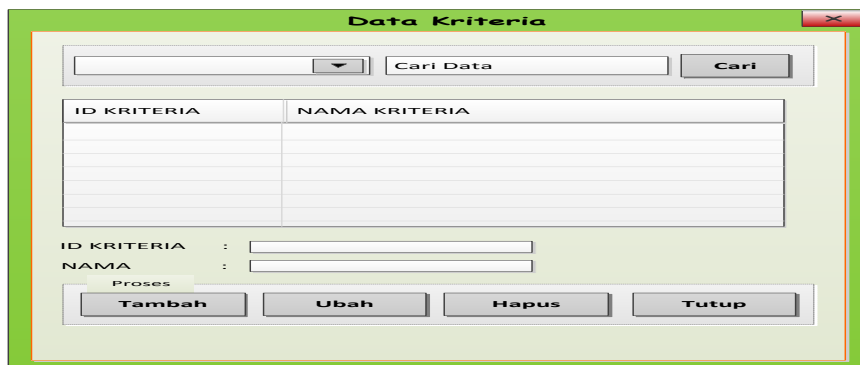 Data Kriteria
Cari Data Cari
ID KRITERIA NAMA KRITERIA
ID KRITERIA :
NAMA :
Proses
Tambah Ubah Hapus Tutup